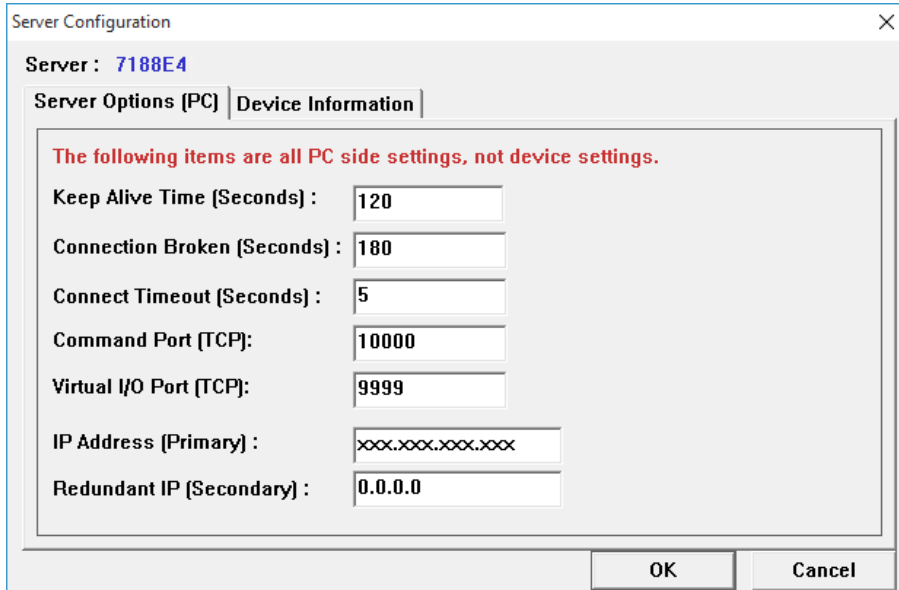 Server Configuration
Server : 7188E4
Server Options (PC) Device Information
The following items are all PC side settings, not device settings.
Keep Alive Time (Seconds) : 120
Connection Broken (Seconds) : 180
Connect Timeout (Seconds) : 5
Command Port (TCP): 10000
Virtual I/O Port (TCP): 9999
IP Address (Primary) : xxx.xxx.xxx.xxx
Redundant IP (Secondary) : 0.0.0.0
OK Cancel